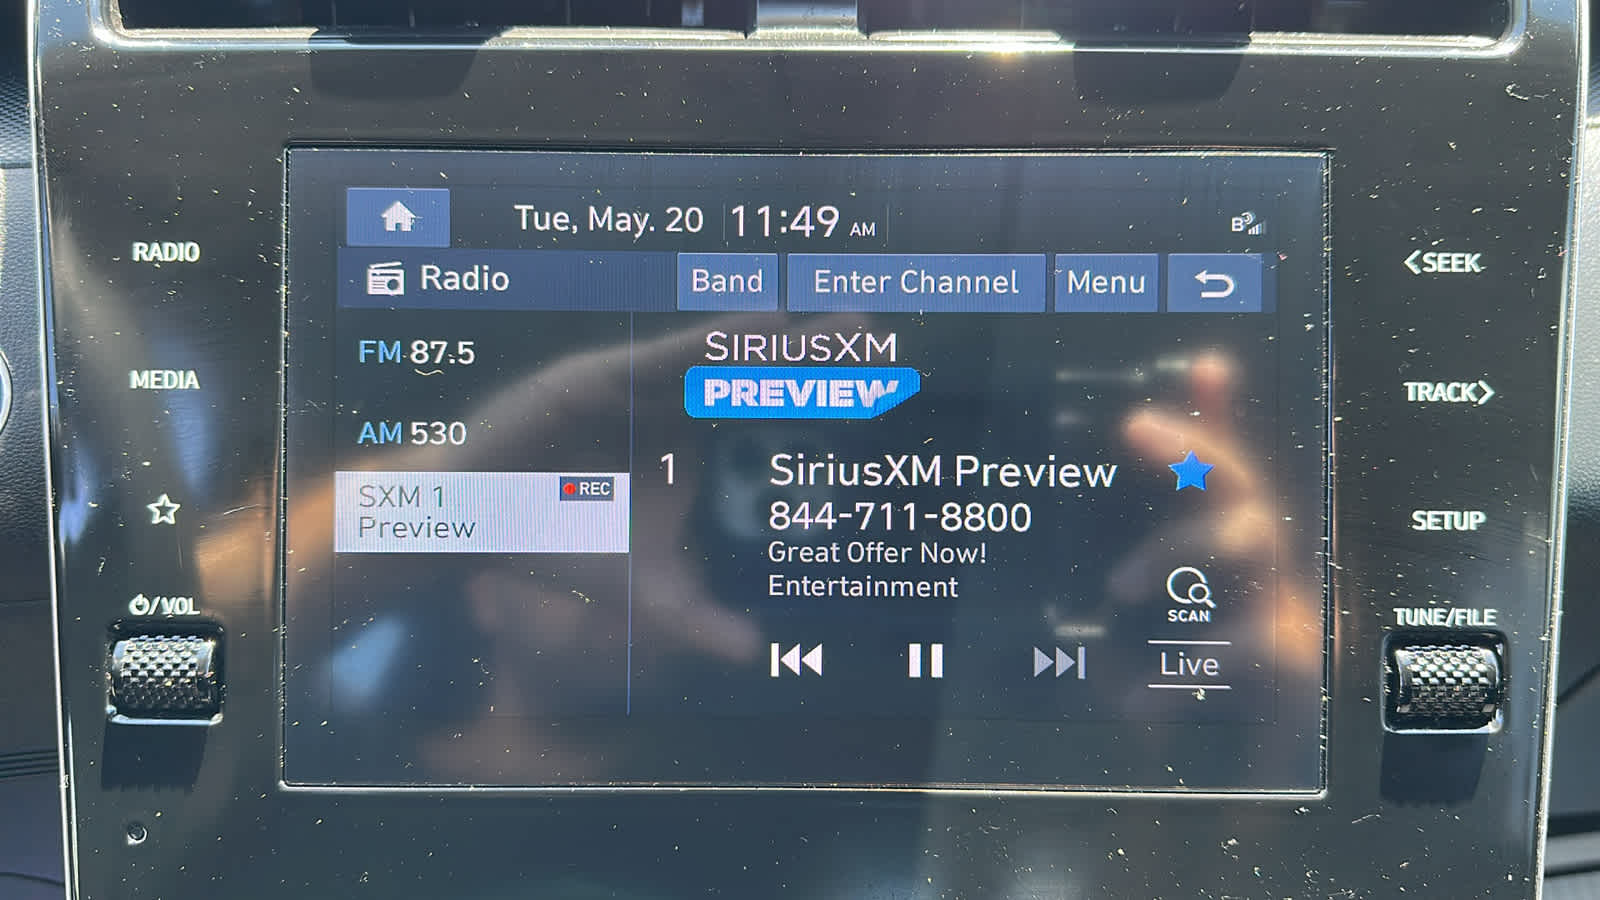 Tue, May. 20 11:49 AM
B
Radio
Band
Enter Channel
Menu
FM 87.5
AM 530
SXM 1
Preview
REC
SIRIUSXM
PREVIEW
1
SiriusXM Preview
844-711-8800
Great Offer Now!
Entertainment
SCAN
Live
RADIO
MEDIA
/VOL
<SEEK
TRACK>
SETUP
TUNE/FILE